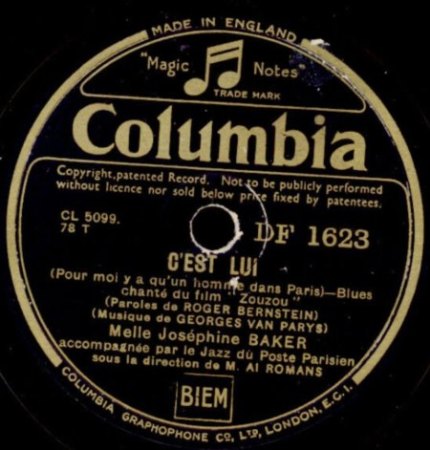 MADE IN ENGLAND
"Magic Notes"
TRADE MARK
Columbia
Copyright, patented Record. Not to be publicly performed
without licence nor sold below price fixed by patentees.
CL 5099.
78 T
DF 1623
C'EST LUI
(Pour moi y a qu'un homme dans Paris)—Blues
chanté du film "Zouzou"
(Paroles de ROGER BERNSTEIN)
(Musique de GEORGES VAN PARYS)
Melle Joséphine BAKER
accompagnée par le Jazz du Poste Parisien
sous la direction de M. Al ROMANS
BIEM
COLUMBIA GRAPHOPHONE CO, LTD, LONDON, E.C.1.